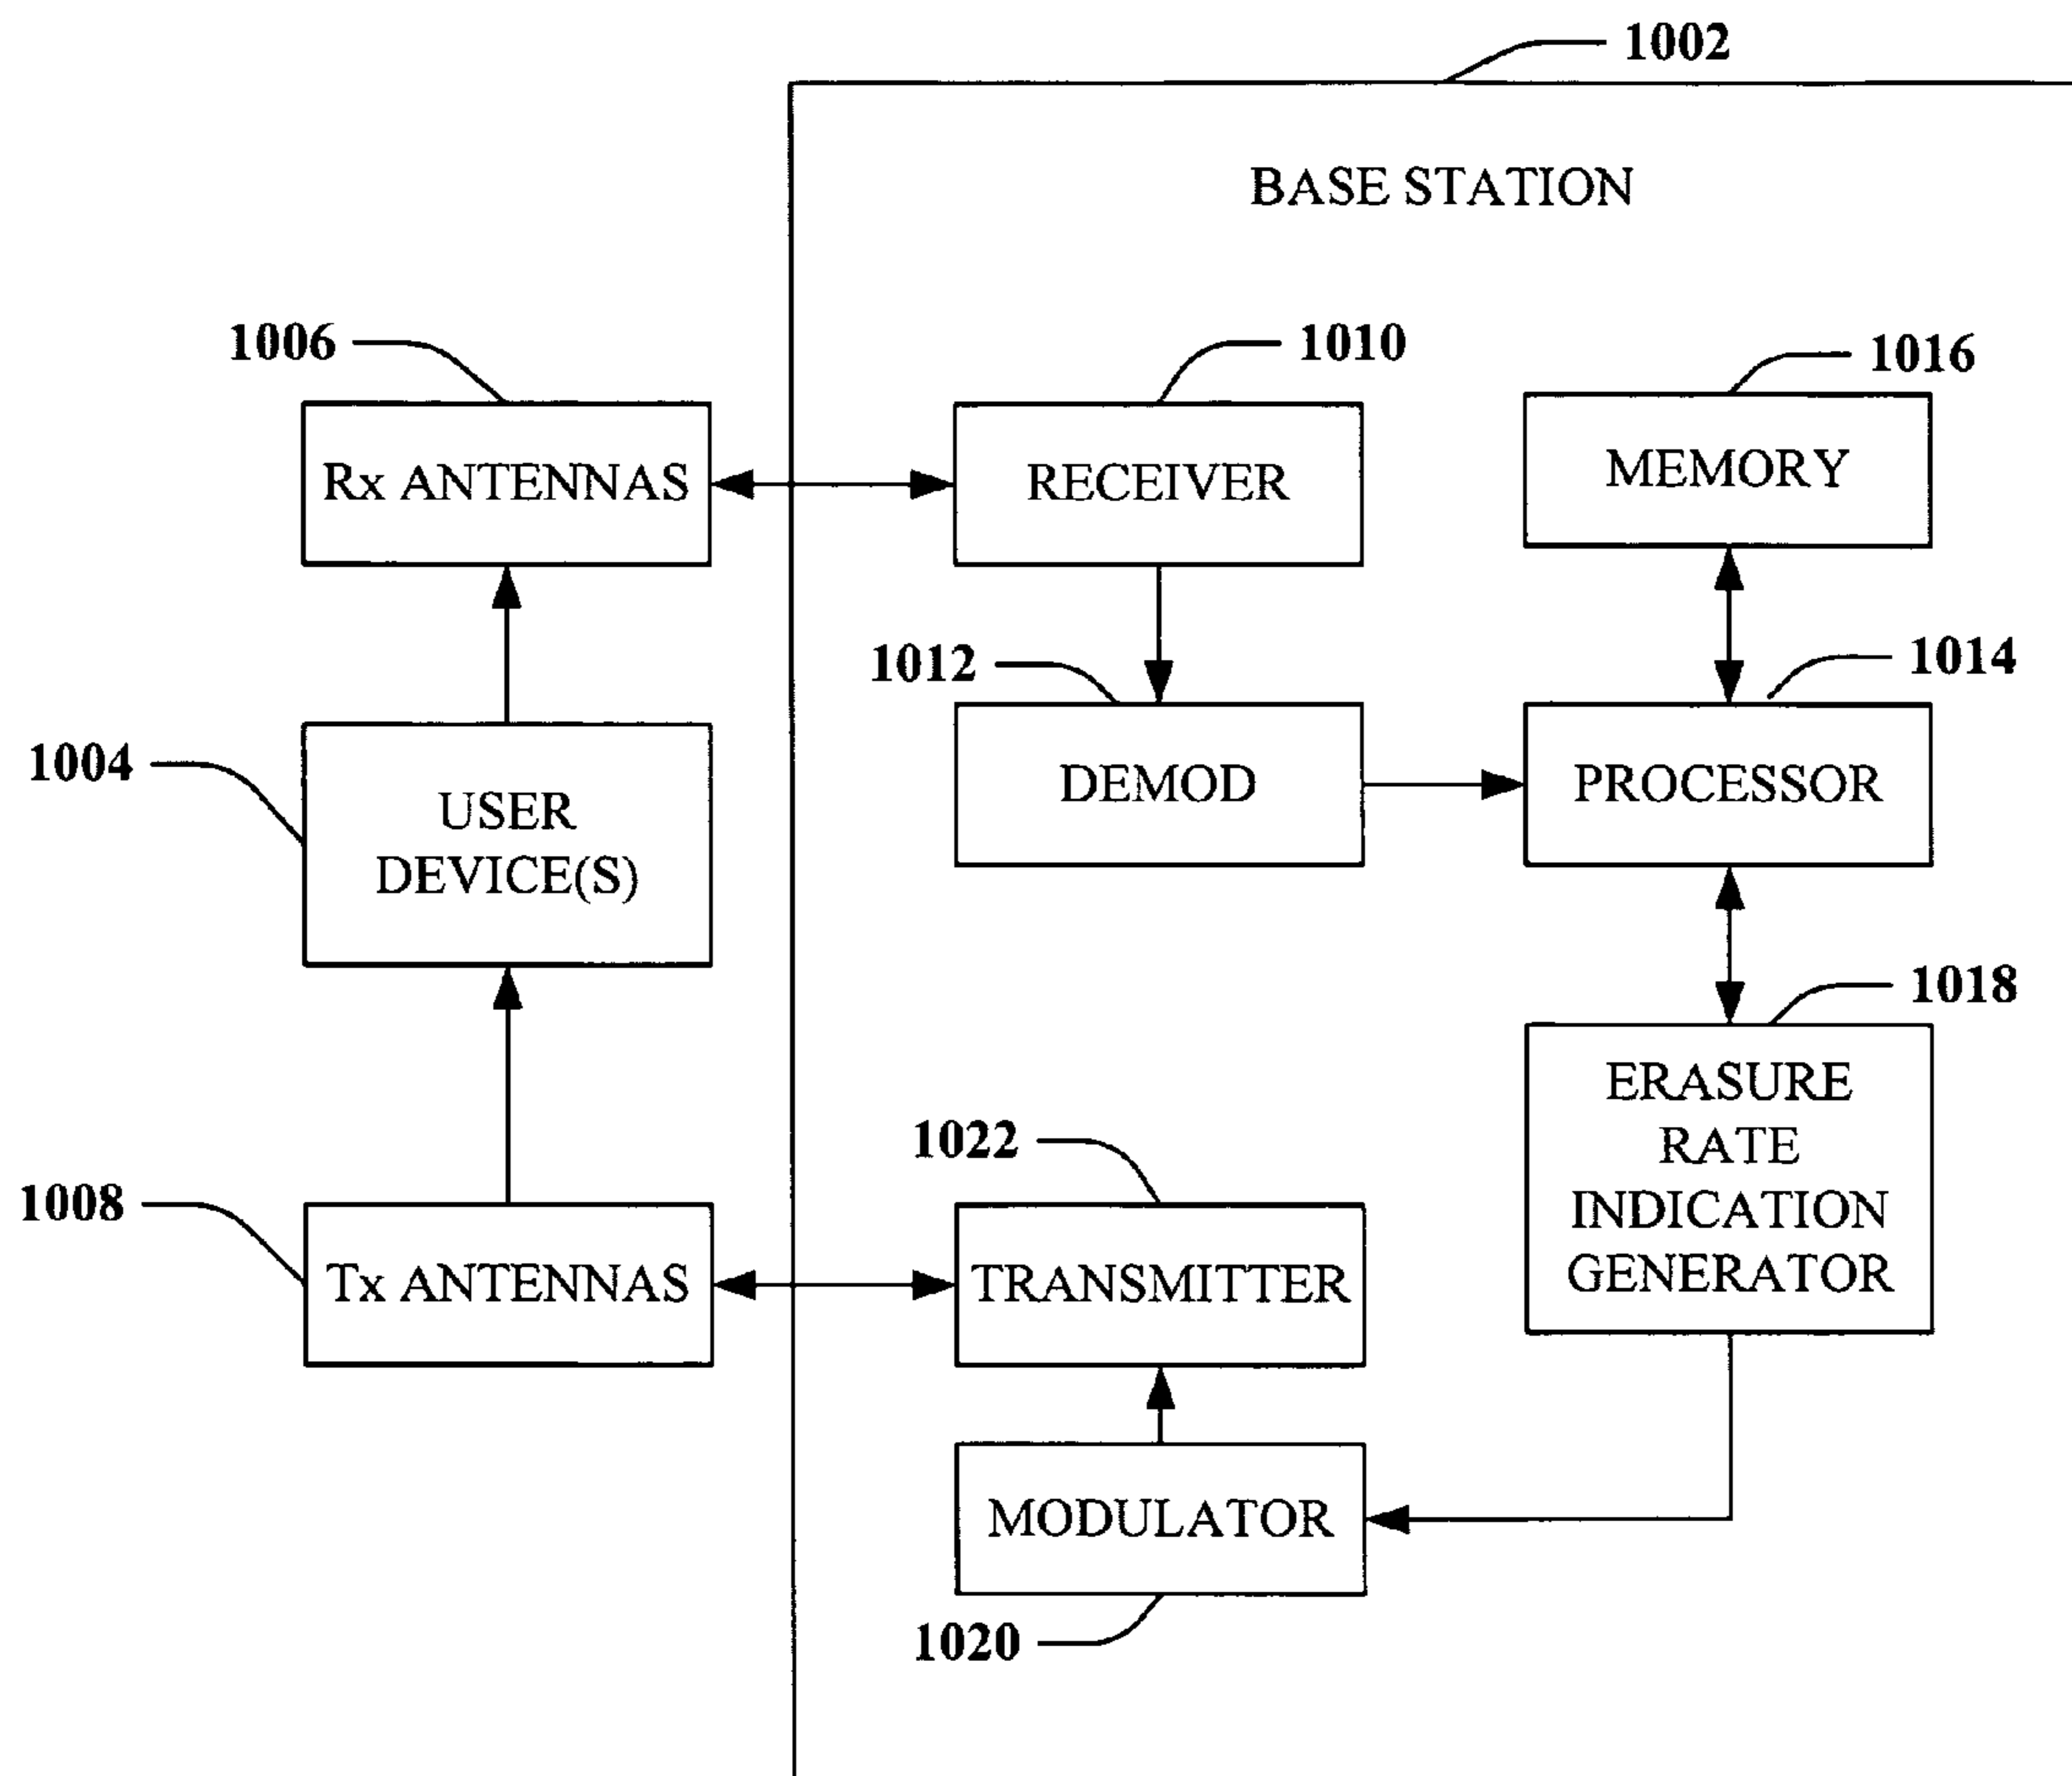 1002
BASE STATION
1006
1010
1016
Rx ANTENNAS
RECEIVER
MEMORY
1012
1014
1004
USER
DEVICE(S)
DEMOD
PROCESSOR
1018
ERASURE
RATE
INDICATION
GENERATOR
1022
1008
Tx ANTENNAS
TRANSMITTER
MODULATOR
1020